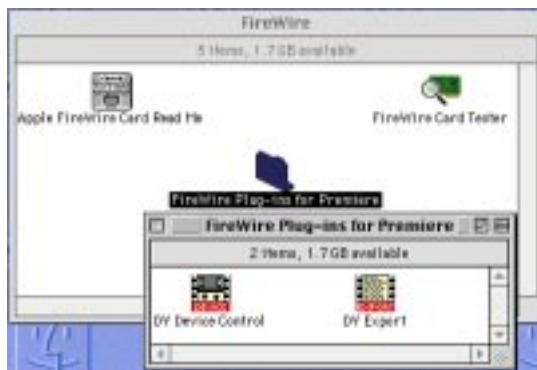 FireWire
5 items, 1.7 GB available
Apple FireWire Card Read Me
FireWire Card Tester
FireWire Plug-ins for Premiere
FireWire Plug-ins for Premiere
2 items, 1.7 GB available
DV Device Control
DV Export